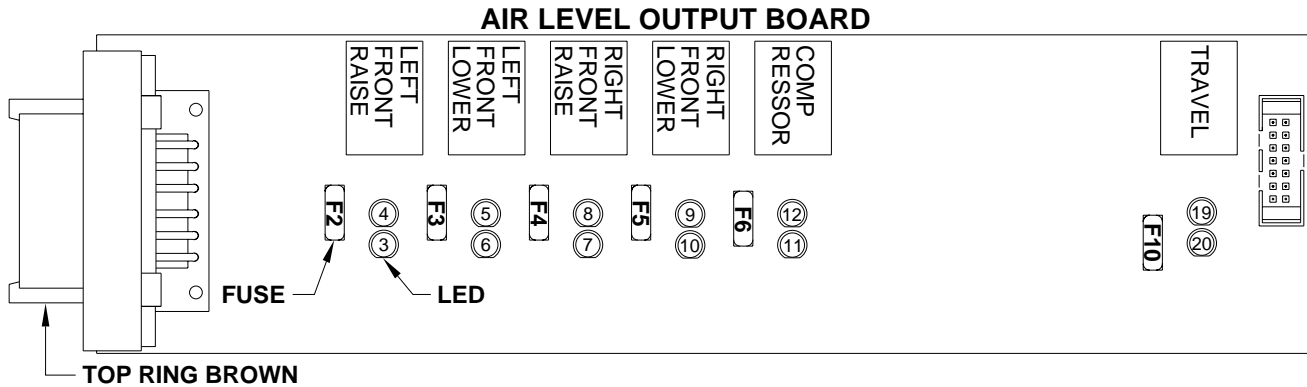 AIR LEVEL OUTPUT BOARD
LEFT
FRONT
RAISE
LEFT
FRONT
LOWER
RIGHT
FRONT
RAISE
RIGHT
FRONT
LOWER
COMP
RESSOR
TRAVEL
F2
4
3
F3
5
6
F4
8
7
F5
9
10
F6
12
11
F10
19
20
FUSE
LED
TOP RING BROWN